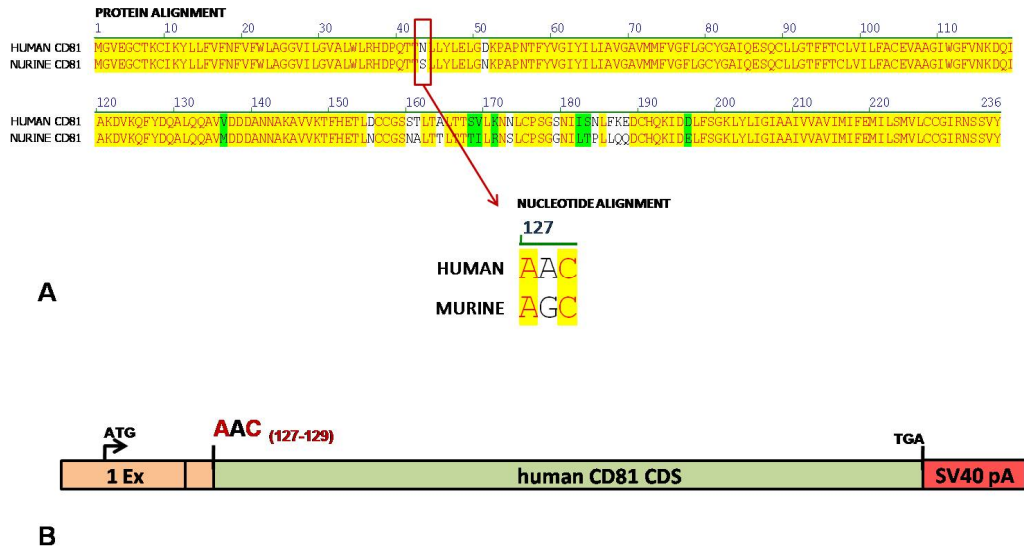 PROTEIN ALIGNMENT
1 10 20 30 40 50 60 70 80 90 100 110
HUMAN CD81 MGVEGCTKCIKYLLFVFNFVFWLAGGVILGVALWLRHDPQTTNLLYLELGDKPAPNTFYVGIYILIAVGAVMMFVGFLGCYGAIQESQCLLGTFFTCLVILFACEVAAGIWGFVNKDQI
NURINE CD81 MGVEGCTKCIKYLLFVFNFVFWLAGGVILGVALWLRHDPQTTSLLYLELGNKPAPNTFYVGIYILIAVGAVMMFVGFLGCYGAIQESQCLLGTFFTCLVILFACEVAAGIWGFVNKDQI
120 130 140 150 160 170 180 190 200 210 220 236
HUMAN CD81 AKDVKQFYDQALQQAVVDDDANNAKAVVKTFHETLDCCGSSTLTALTTSVLKNNLCPSGSNIISNLFKEDCHQKIDDLFSGKLYLIGIAAIVVAVIMIFEMILSMVLCCGIRNSSVY
NURINE CD81 AKDVKQFYDQALQQAVMDDDANNAKAVVKTFHETLNCCGSNALTTLTTTILRNSLCPSGGNILTPLLQQDCHQKIDELFSGKLYLIGIAAIVVAVIMIFEMILSMVLCCGIRNSSVY
NUCLEOTIDE ALIGNMENT
127
HUMAN AAC
MURINE AGC
A
ATG AAC (127-129) TGA
1 Ex human CD81 CDS SV40 pA
B